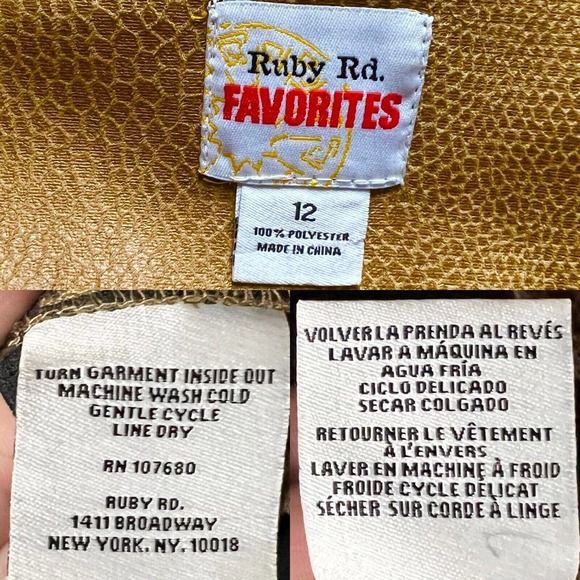 Ruby Rd.
FAVORITES
12
100% POLYESTER
MADE IN CHINA
TURN GARMENT INSIDE OUT
MACHINE WASH COLD
GENTLE CYCLE
LINE DRY
RN 107680
RUBY RD.
1411 BROADWAY
NEW YORK, NY, 10018
VOLVER LA PRENDA AL REVÉS
LAVAR A MÁQUINA EN
AGUA FRÍA
CICLO DELICADO
SECAR COLGADO
RETOURNER LE VÊTEMENT
À L'ENVERS
LAVER EN MACHINE À FROID
FROIDE CYCLE DÉLICAT
SÉCHER SUR CORDE À LINGE